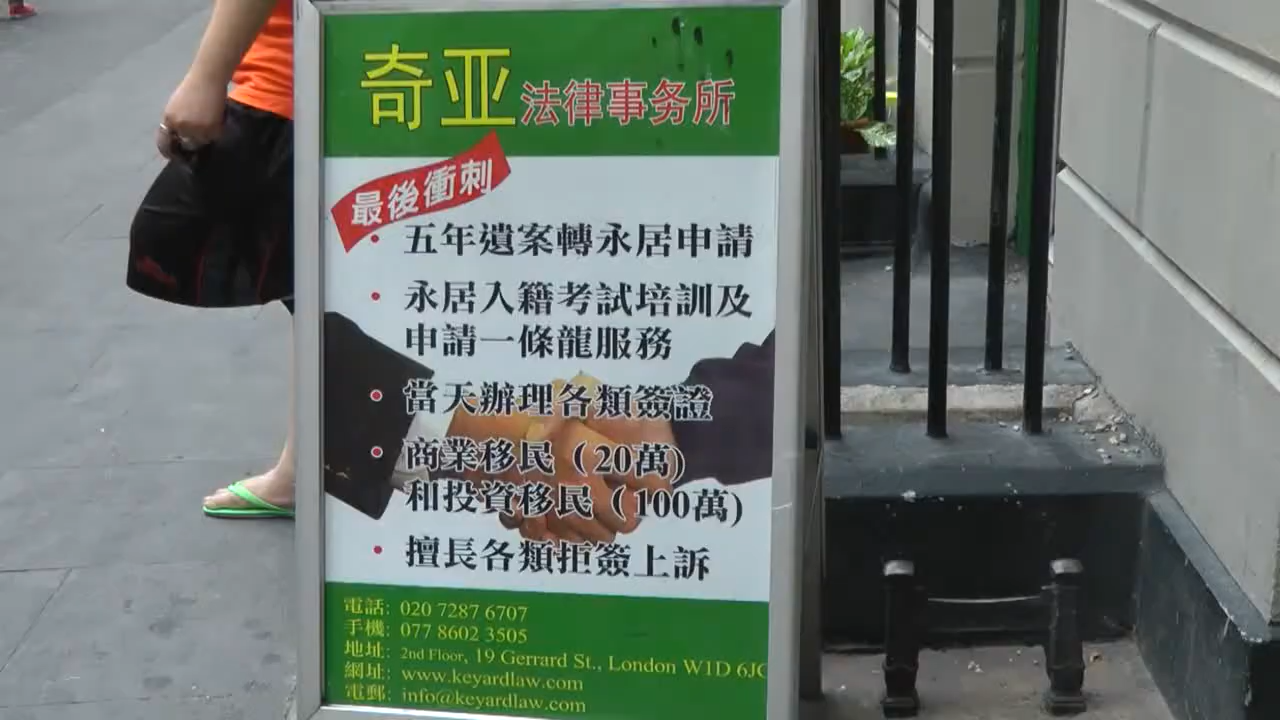 奇亚法律事务所
最後衝刺
五年遺案轉永居申請
永居入籍考試培訓及
申請一條龍服務
當天辦理各類簽證
商業移民（20萬）
和投資移民（100萬）
擅長各類拒簽上訴
電話: 020 7287 6707
手機: 077 8602 3505
地址: 2nd Floor, 19 Gerrard St., London W1D 6JG
網址: www.keyardlaw.com
電郵: info@keyardlaw.com